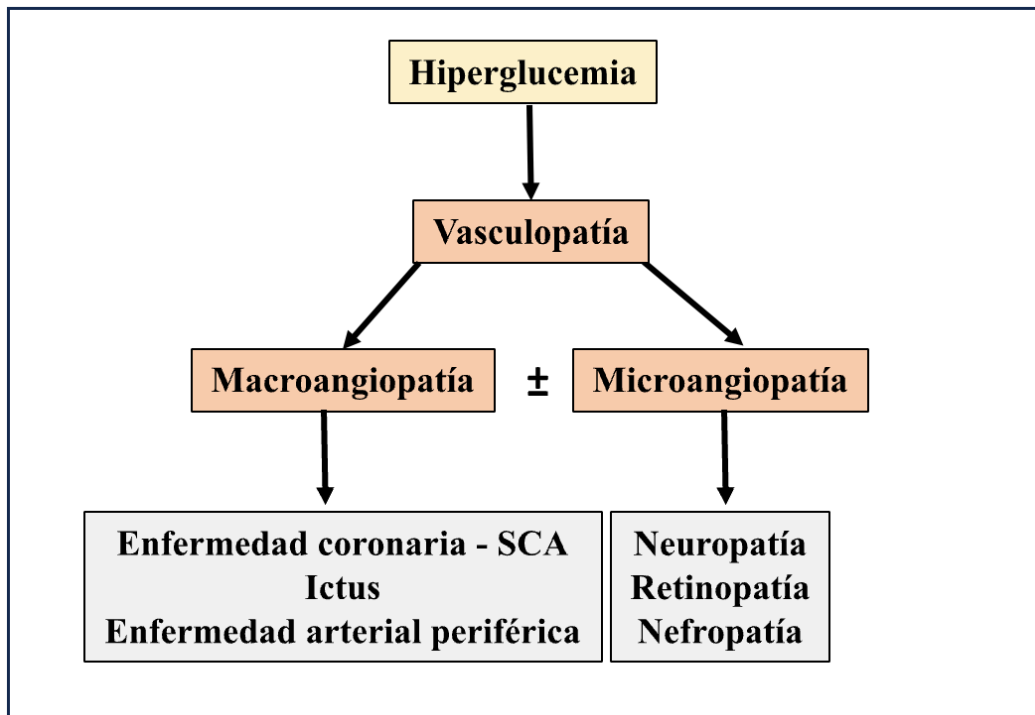 Hiperglucemia
Vasculopatía
Macroangiopatía
±
Microangiopatía
Enfermedad coronaria - SCA
Ictus
Enfermedad arterial periférica
Neuropatía
Retinopatía
Nefropatía